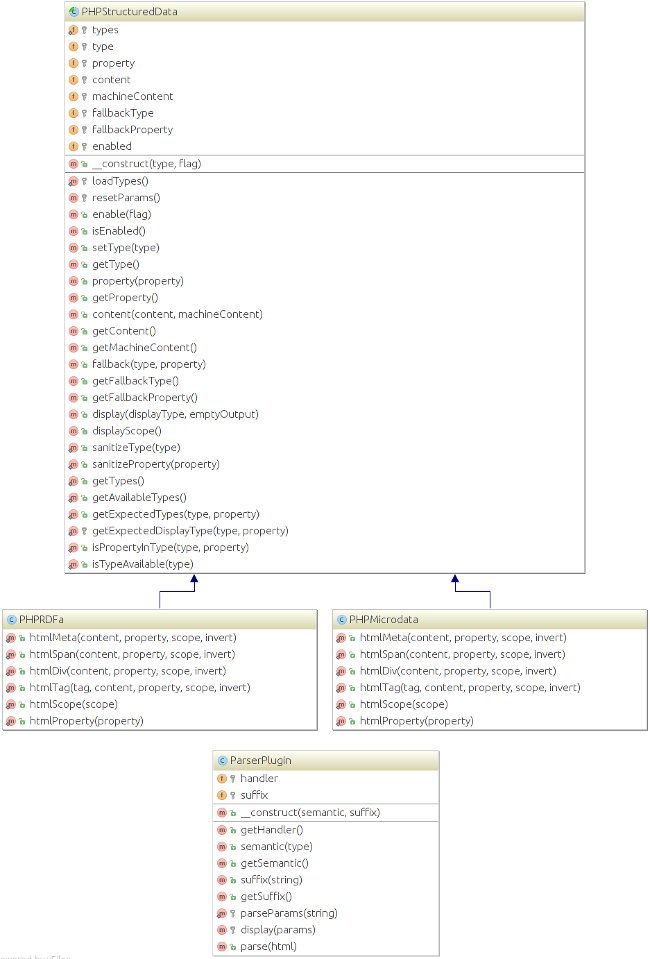 PHPStructuredData
types
type
property
content
machineContent
fallbackType
fallbackProperty
enabled
__construct(type, flag)
loadTypes()
resetParams()
enable(flag)
isEnabled()
setType(type)
getType()
property(property)
getProperty()
content(content, machineContent)
getContent()
getMachineContent()
fallback(type, property)
getFallbackType()
getFallbackProperty()
display(displayType, emptyOutput)
displayScope()
sanitizeType(type)
sanitizeProperty(property)
getTypes()
getAvailableTypes()
getExpectedTypes(type, property)
getExpectedDisplayType(type, property)
isPropertyInType(type, property)
isTypeAvailable(type)
PHPRDFa
htmlMeta(content, property, scope, invert)
htmlSpan(content, property, scope, invert)
htmlDiv(content, property, scope, invert)
htmlTag(tag, content, property, scope, invert)
htmlScope(scope)
htmlProperty(property)
PHPMicrodata
htmlMeta(content, property, scope, invert)
htmlSpan(content, property, scope, invert)
htmlDiv(content, property, scope, invert)
htmlTag(tag, content, property, scope, invert)
htmlScope(scope)
htmlProperty(property)
ParserPlugin
handler
suffix
__construct(semantic, suffix)
getHandler()
semantic(type)
getSemantic()
suffix(string)
getSuffix()
parseParams(string)
display(params)
parse(html)